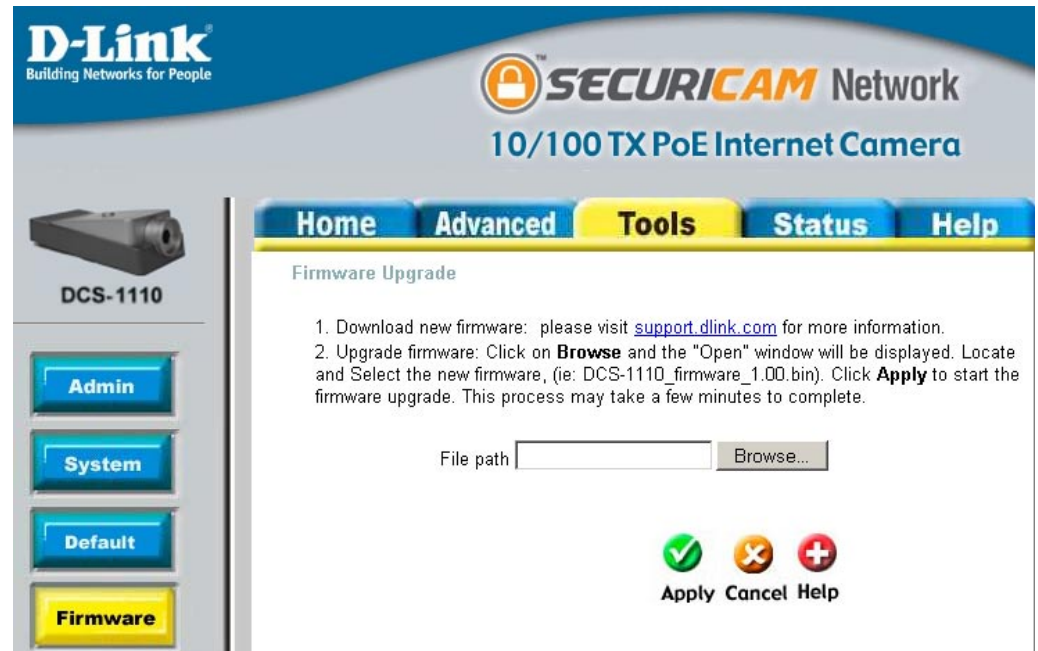 D-Link®
Building Networks for People
™SECURICAM Network
10/100 TX PoE Internet Camera
DCS-1110
Admin
System
Default
Firmware
Home Advanced Tools Status Help
Firmware Upgrade
1. Download new firmware: please visit support.dlink.com for more information.
2. Upgrade firmware: Click on Browse and the "Open" window will be displayed. Locate
and Select the new firmware, (ie: DCS-1110_firmware_1.00.bin). Click Apply to start the
firmware upgrade. This process may take a few minutes to complete.
File path Browse...
Apply Cancel Help